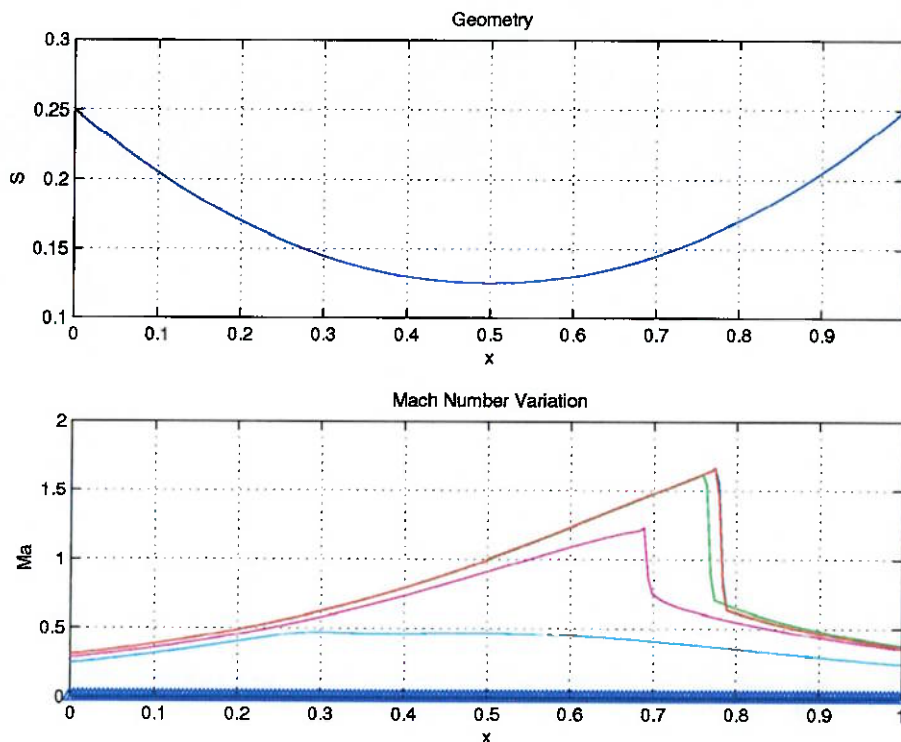 Geometry
0.3
0.25
0.2
0.15
0.1
S
0 0.1 0.2 0.3 0.4 0.5 0.6 0.7 0.8 0.9
x
Mach Number Variation
2
1.5
1
0.5
0
Ma
0 0.1 0.2 0.3 0.4 0.5 0.6 0.7 0.8 0.9 1
x